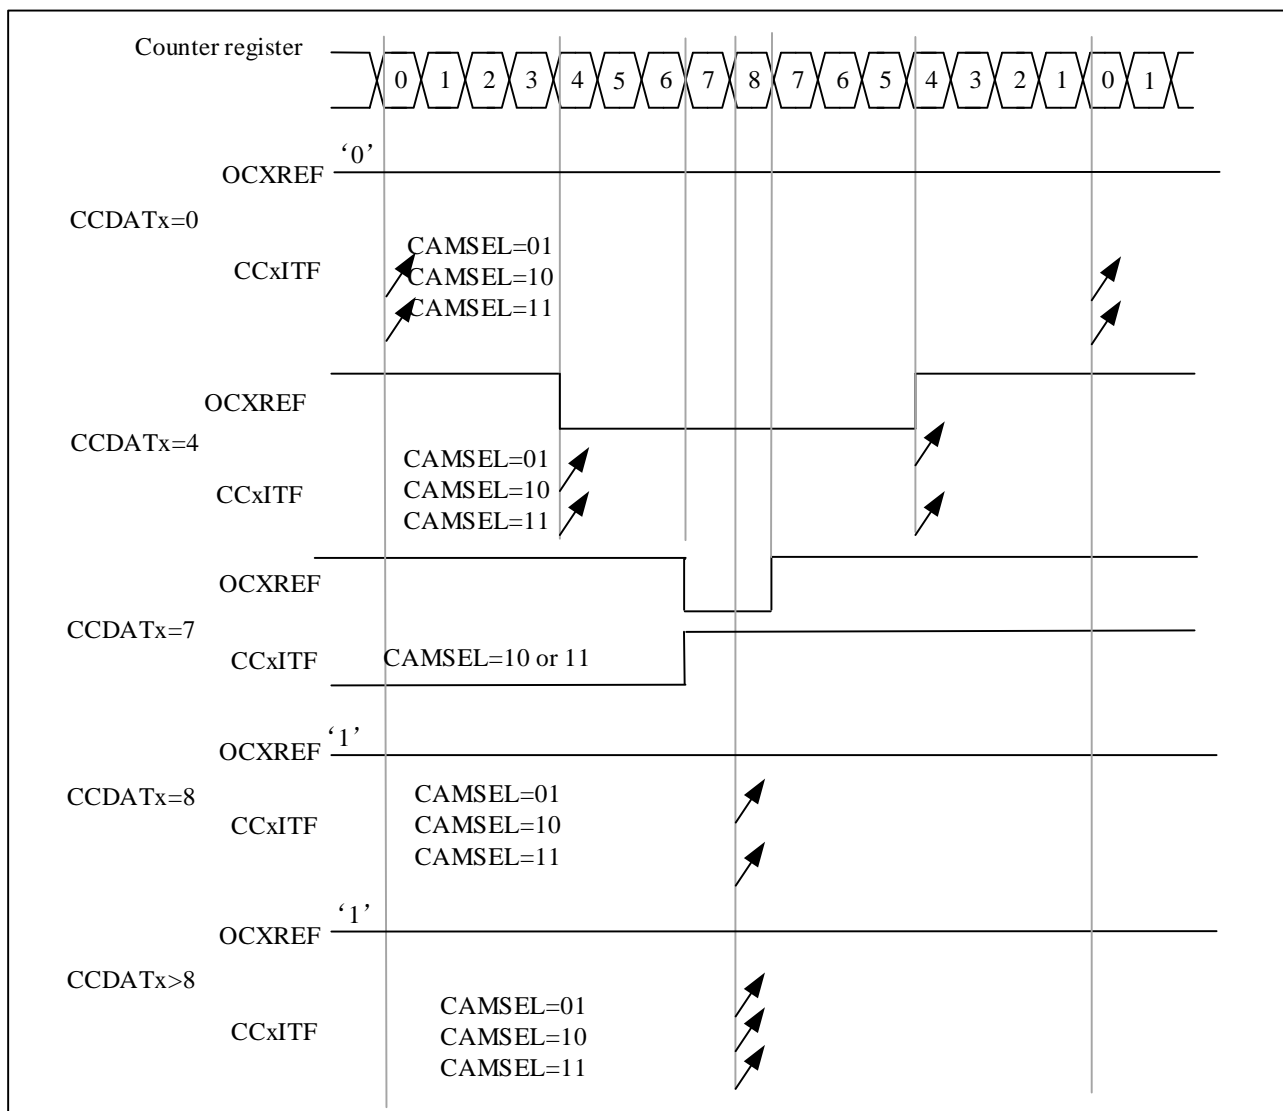 Counter register
0 1 2 3 4 5 6 7 8 7 6 5 4 3 2 1 0 1
‘0’
OCXREF
CCDATx=0
CAMSEL=01
CCxITF
CAMSEL=10
CAMSEL=11
OCXREF
CCDATx=4
CAMSEL=01
CCxITF
CAMSEL=10
CAMSEL=11
OCXREF
CCDATx=7
CCxITF
CAMSEL=10 or 11
‘1’
OCXREF
CCDATx=8
CAMSEL=01
CCxITF
CAMSEL=10
CAMSEL=11
‘1’
OCXREF
CCDATx>8
CAMSEL=01
CCxITF
CAMSEL=10
CAMSEL=11